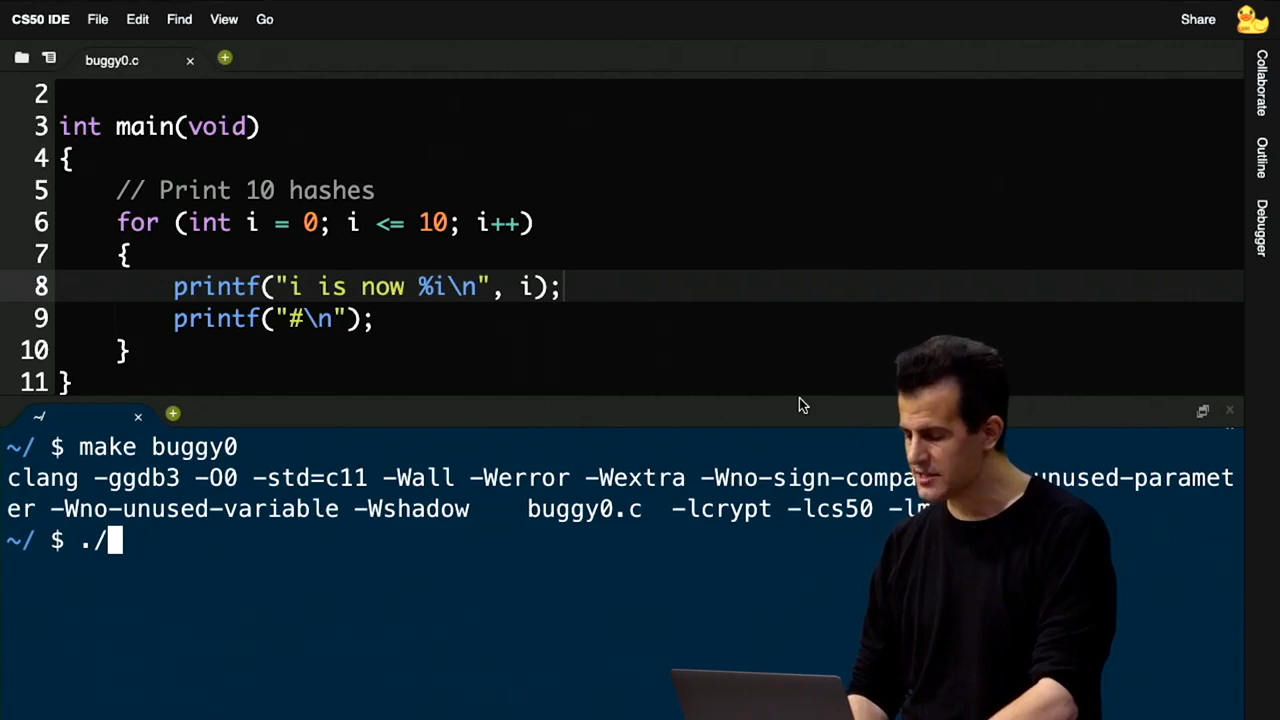 CS50 IDE File Edit Find View Go Share
buggy0.c ×
2
3 int main(void)
4 {
5 // Print 10 hashes
6 for (int i = 0; i <= 10; i++)
7 {
8 printf("i is now %i\n", i);
9 printf("#\n");
10 }
11 }
~/ ×
~/ $ make buggy0
clang -ggdb3 -O0 -std=c11 -Wall -Werror -Wextra -Wno-sign-compa unused-paramet
er -Wno-unused-variable -Wshadow buggy0.c -lcrypt -lcs50 -lm
~/ $ ./
Collaborate
Outline
Debugger